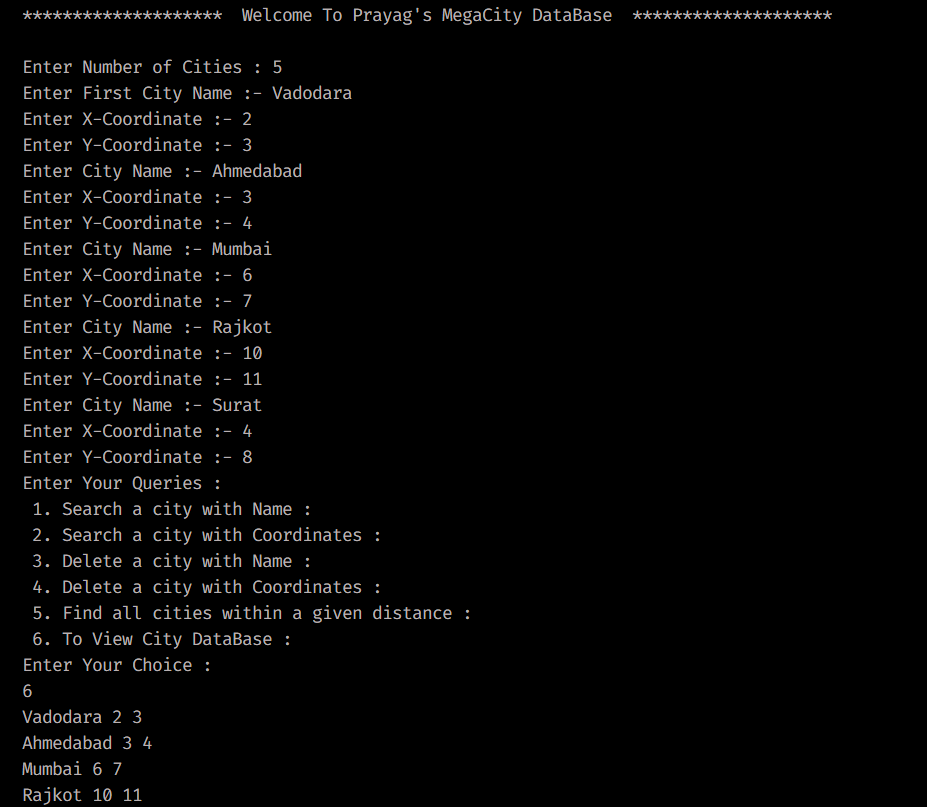 ********************  Welcome To Prayag's MegaCity DataBase  ********************
Enter Number of Cities : 5
Enter First City Name :- Vadodara
Enter X-Coordinate :- 2
Enter Y-Coordinate :- 3
Enter City Name :- Ahmedabad
Enter X-Coordinate :- 3
Enter Y-Coordinate :- 4
Enter City Name :- Mumbai
Enter X-Coordinate :- 6
Enter Y-Coordinate :- 7
Enter City Name :- Rajkot
Enter X-Coordinate :- 10
Enter Y-Coordinate :- 11
Enter City Name :- Surat
Enter X-Coordinate :- 4
Enter Y-Coordinate :- 8
Enter Your Queries :
 1. Search a city with Name :
 2. Search a city with Coordinates :
 3. Delete a city with Name :
 4. Delete a city with Coordinates :
 5. Find all cities within a given distance :
 6. To View City DataBase :
Enter Your Choice :
6
Vadodara 2 3
Ahmedabad 3 4
Mumbai 6 7
Rajkot 10 11